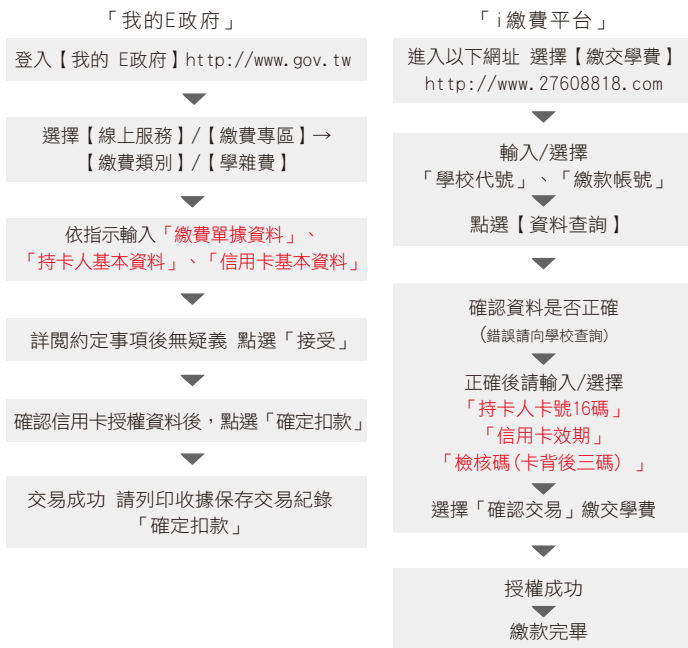 「我的E政府」
登入【我的 E政府】http://www.gov.tw
選擇【線上服務】/【繳費專區】→
【繳費類別】/【學雜費】
依指示輸入「繳費單據資料」、
「持卡人基本資料」、「信用卡基本資料」
詳閱約定事項後無疑義 點選「接受」
確認信用卡授權資料後，點選「確定扣款」
交易成功 請列印收據保存交易紀錄
「確定扣款」
「i繳費平台」
進入以下網址 選擇【繳交學費】
http://www.27608818.com
輸入/選擇
「學校代號」、「繳款帳號」
點選【資料查詢】
確認資料是否正確
(錯誤請向學校查詢)
正確後請輸入/選擇
「持卡人卡號16碼」
「信用卡效期」
「檢核碼(卡背後三碼) 」
選擇「確認交易」繳交學費
授權成功
繳款完畢